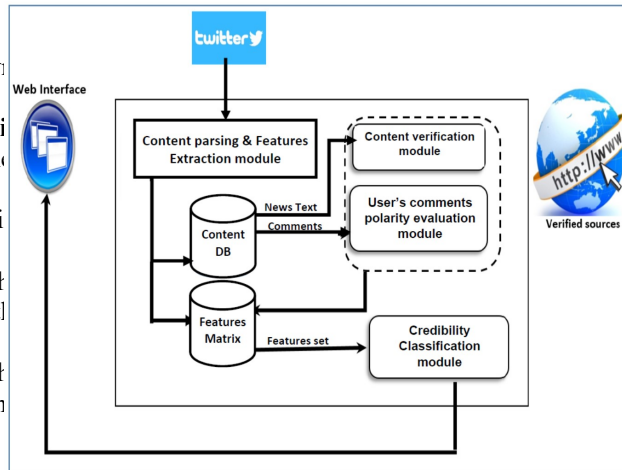 twitter
Web Interface
Content parsing & Features
Extraction module
Content verification
module
User's comments
polarity evaluation
module
http://www
Verified sources
News Text
Comments
Content
DB
Features
Matrix
Features set
Credibility
Classification
module